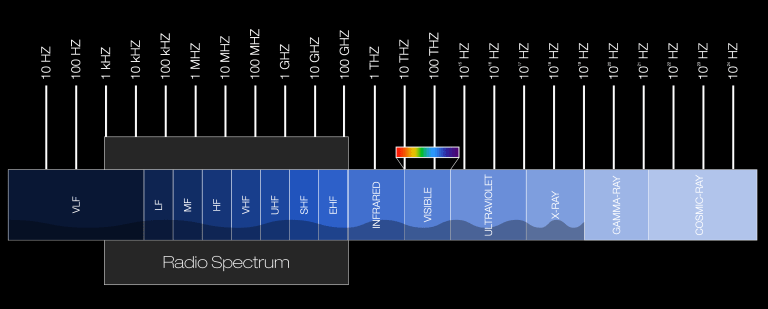 10 HZ
100 HZ
1 kHZ
10 kHZ
100 kHZ
1 MHZ
10 MHZ
100 MHZ
1 GHZ
10 GHZ
100 GHZ
1 THZ
10 THZ
100 THZ
VLF
LF
MF
HF
VHF
UHF
SHF
EHF
INFRARED
VISIBLE
ULTRAVIOLET
X-RAY
GAMMA-RAY
COSMIC-RAY
Radio Spectrum